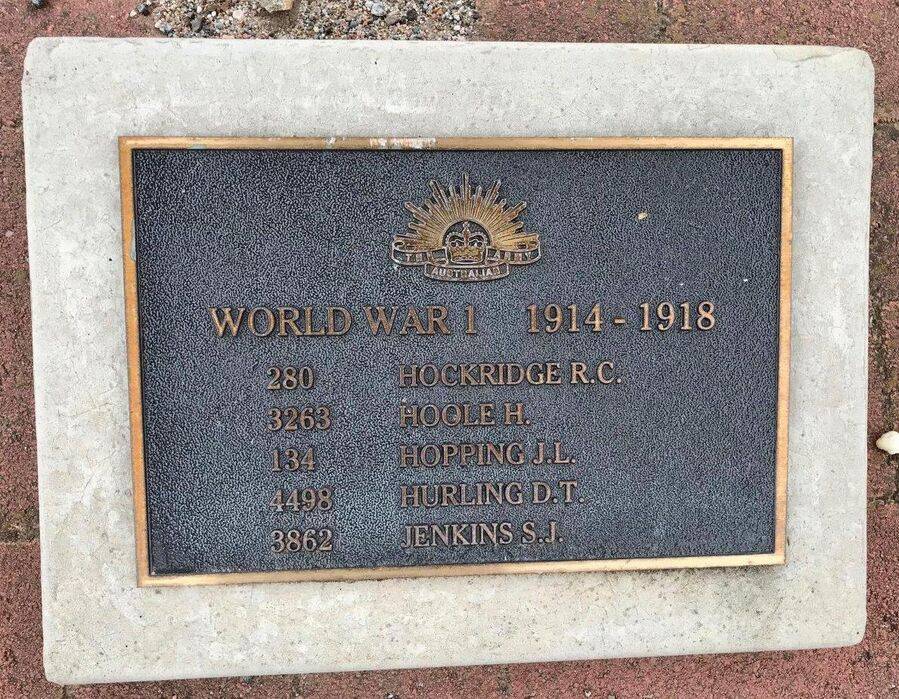 THE ARMY
AUSTRALIAN
WORLD WAR 1 1914 - 1918
280 HOCKRIDGE R.C.
3263 HOOLE H.
134 HOPPING J.L.
4498 HURLING D.T.
3862 JENKINS S.J.